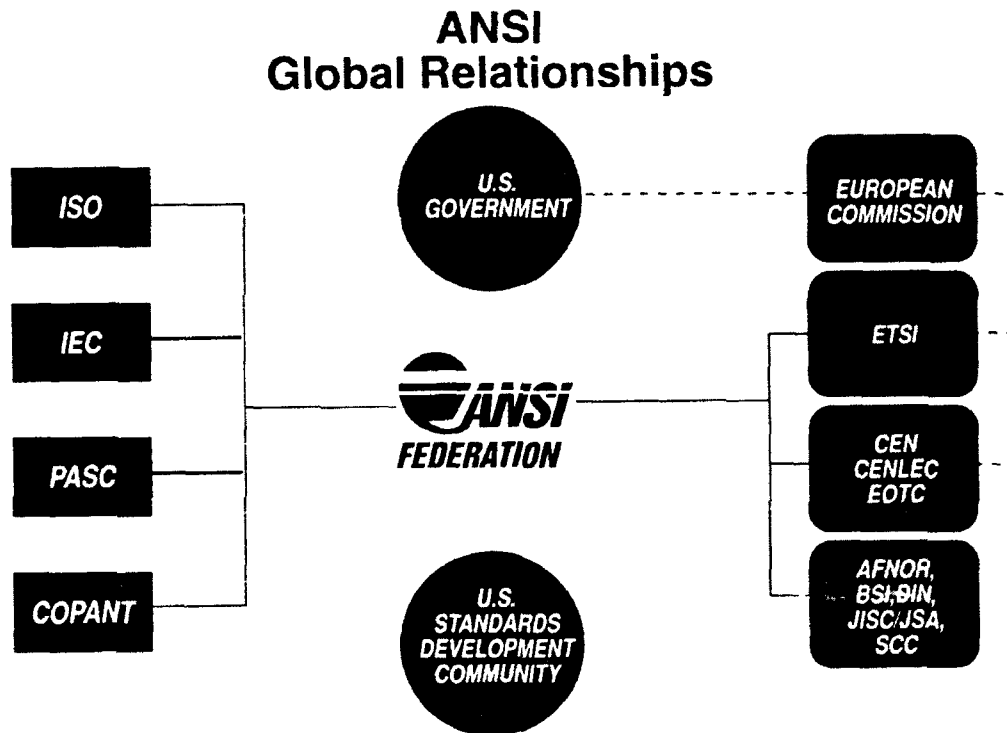 ANSI
Global Relationships
ISO
IEC
PASC
COPANT
U.S.
GOVERNMENT
ANSI
FEDERATION
U.S.
STANDARDS
DEVELOPMENT
COMMUNITY
EUROPEAN
COMMISSION
ETSI
CEN
CENLEC
EOTC
AFNOR,
BSI,DIN,
JISC/JSA,
SCC